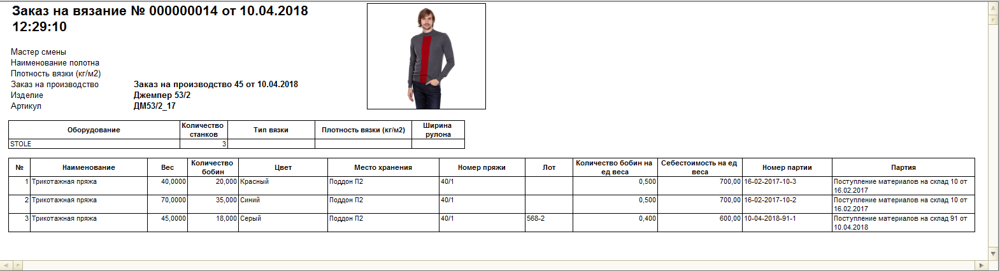 Заказ на вязание № 000000014 от 10.04.2018
12:29:10
Мастер смены
Наименование полотна
Плотность вязки (кг/м2)
Заказ на производство Заказ на производство 45 от 10.04.2018
Изделие Джемпер 53/2
Артикул ДМ53/2_17
Оборудование Количество станков Тип вязки Плотность вязки (кг/м2) Ширина рулона
STOLE 3
№ Наименование Вес Количество бобин Цвет Место хранения Номер пряжи Лот Количество бобин на ед веса Себестоимость на ед веса Номер партии Партия
1 Трикотажная пряжа 40,0000 20,000 Красный Поддон П2 40/1 0,500 700,00 16-02-2017-10-3 Поступление материалов на склад 10 от 16.02.2017
2 Трикотажная пряжа 70,0000 35,000 Синий Поддон П2 40/1 0,500 700,00 16-02-2017-10-2 Поступление материалов на склад 10 от 16.02.2017
3 Трикотажная пряжа 45,0000 18,000 Серый Поддон П2 40/1 568-2 0,400 600,00 10-04-2018-91-1 Поступление материалов на склад 91 от 10.04.2018